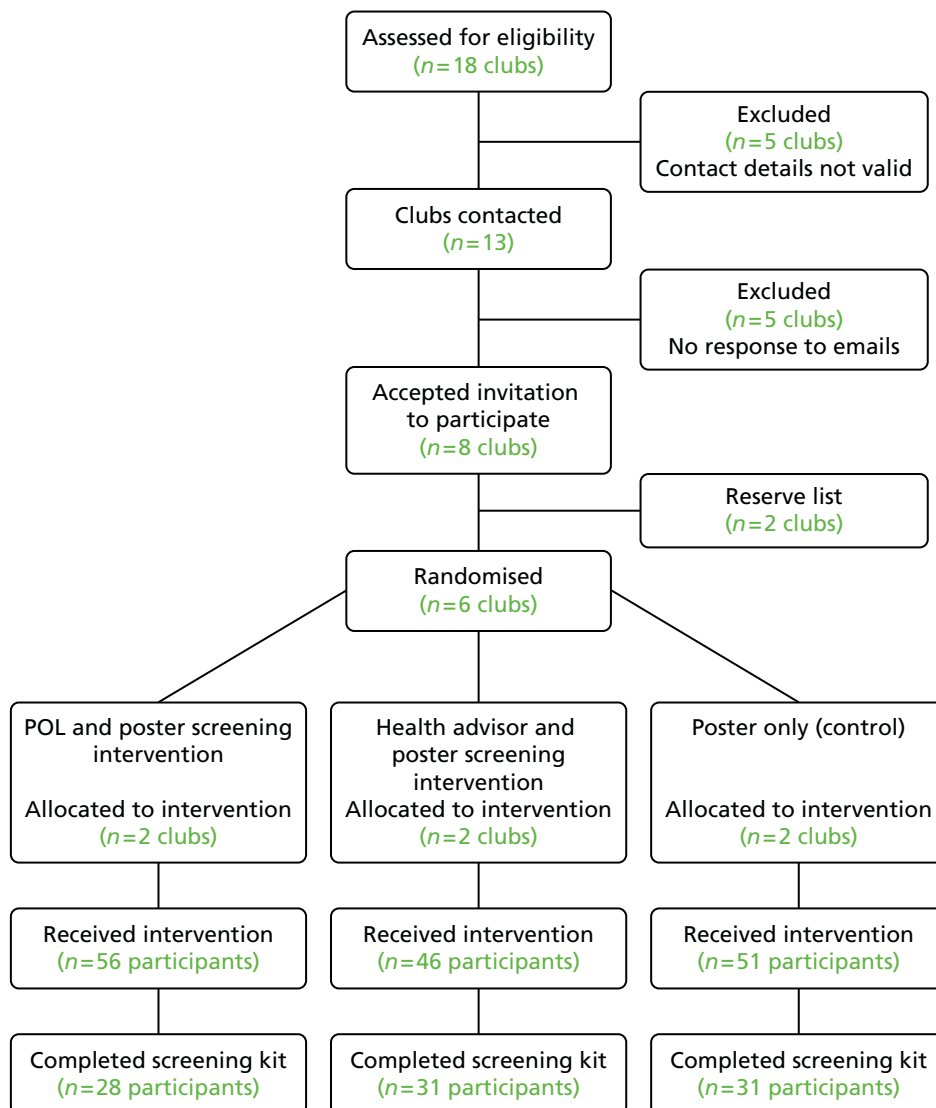 Assessed for eligibility
(n=18 clubs)
Excluded
(n=5 clubs)
Contact details not valid
Clubs contacted
(n=13)
Excluded
(n=5 clubs)
No response to emails
Accepted invitation
to participate
(n=8 clubs)
Reserve list
(n=2 clubs)
Randomised
(n=6 clubs)
POL and poster screening
intervention
Allocated to intervention
(n=2 clubs)
Health advisor and
poster screening
intervention
Allocated to intervention
(n=2 clubs)
Poster only (control)
Allocated to intervention
(n=2 clubs)
Received intervention
(n=56 participants)
Received intervention
(n=46 participants)
Received intervention
(n=51 participants)
Completed screening kit
(n=28 participants)
Completed screening kit
(n=31 participants)
Completed screening kit
(n=31 participants)